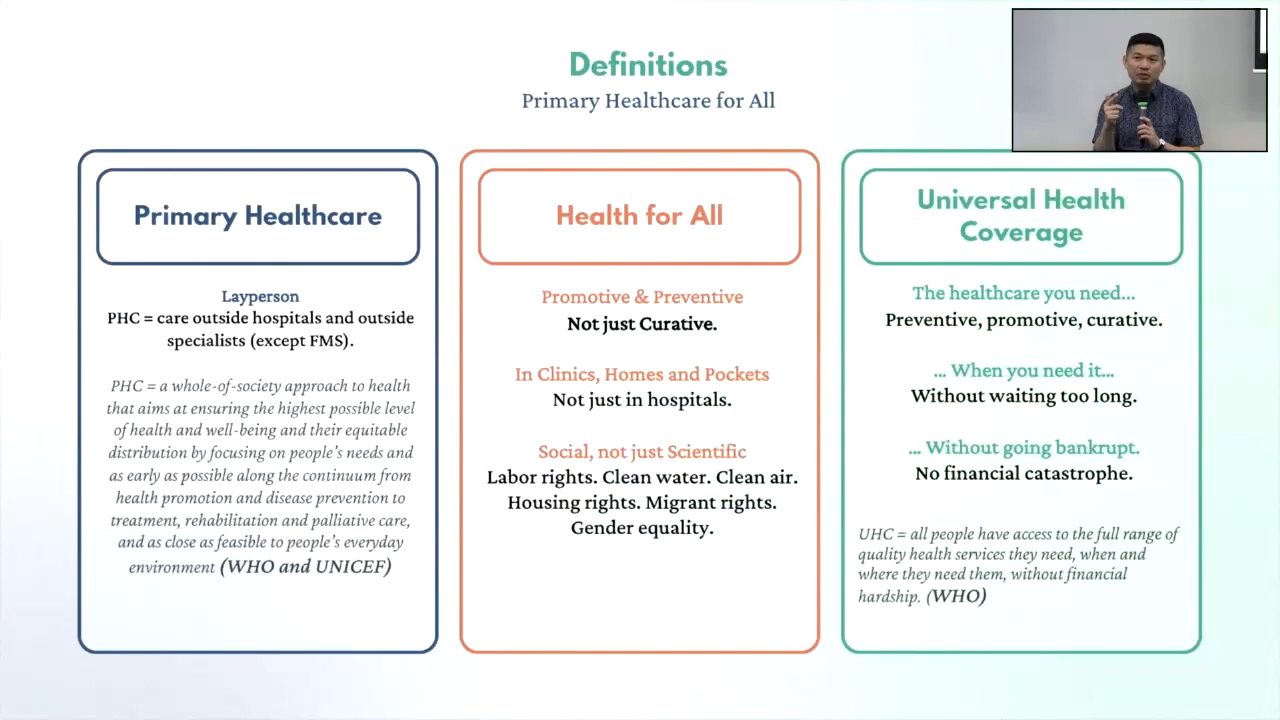 Definitions
Primary Healthcare for All
Primary Healthcare
Layperson
PHC = care outside hospitals and outside
specialists (except FMS).
PHC = a whole-of-society approach to health
that aims at ensuring the highest possible level
of health and well-being and their equitable
distribution by focusing on people's needs and
as early as possible along the continuum from
health promotion and disease prevention to
treatment, rehabilitation and palliative care,
and as close as feasible to people's everyday
environment (WHO and UNICEF)
Health for All
Promotive & Preventive
Not just Curative.
In Clinics, Homes and Pockets
Not just in hospitals.
Social, not just Scientific
Labor rights. Clean water. Clean air.
Housing rights. Migrant rights.
Gender equality.
Universal Health
Coverage
The healthcare you need...
Preventive, promotive, curative.
... When you need it...
Without waiting too long.
... Without going bankrupt.
No financial catastrophe.
UHC = all people have access to the full range of
quality health services they need, when and
where they need them, without financial
hardship. (WHO)